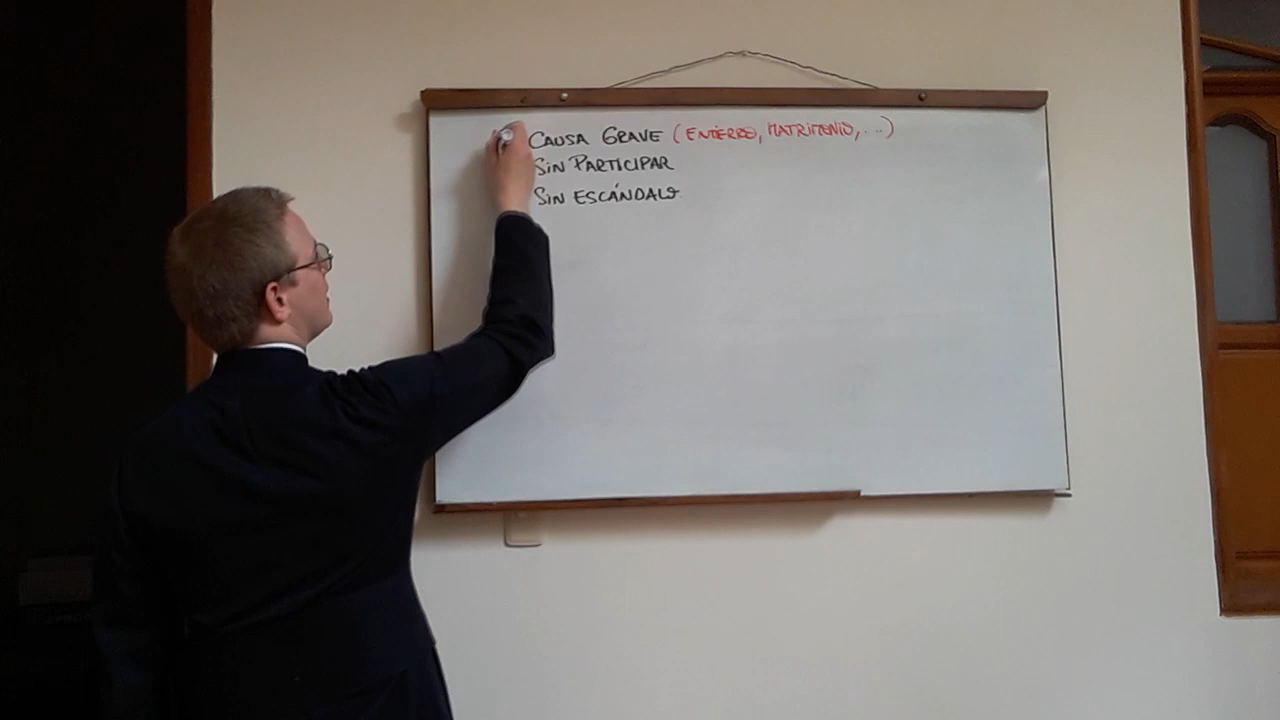 CAUSA GRAVE (ENTIERRO, MATRIMONIO, ...)
SIN PARTICIPAR
SIN ESCÁNDALO